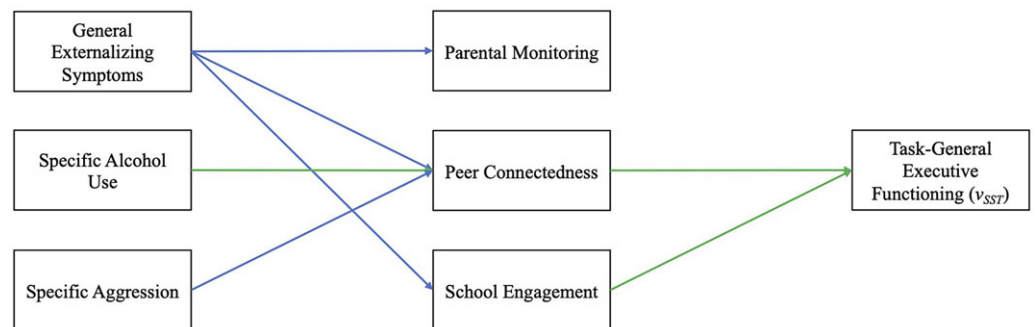 General
Externalizing
Symptoms
Parental Monitoring
Specific Alcohol
Use
Peer Connectedness
Task-General
Executive
Functioning (vSST)
Specific Aggression
School Engagement